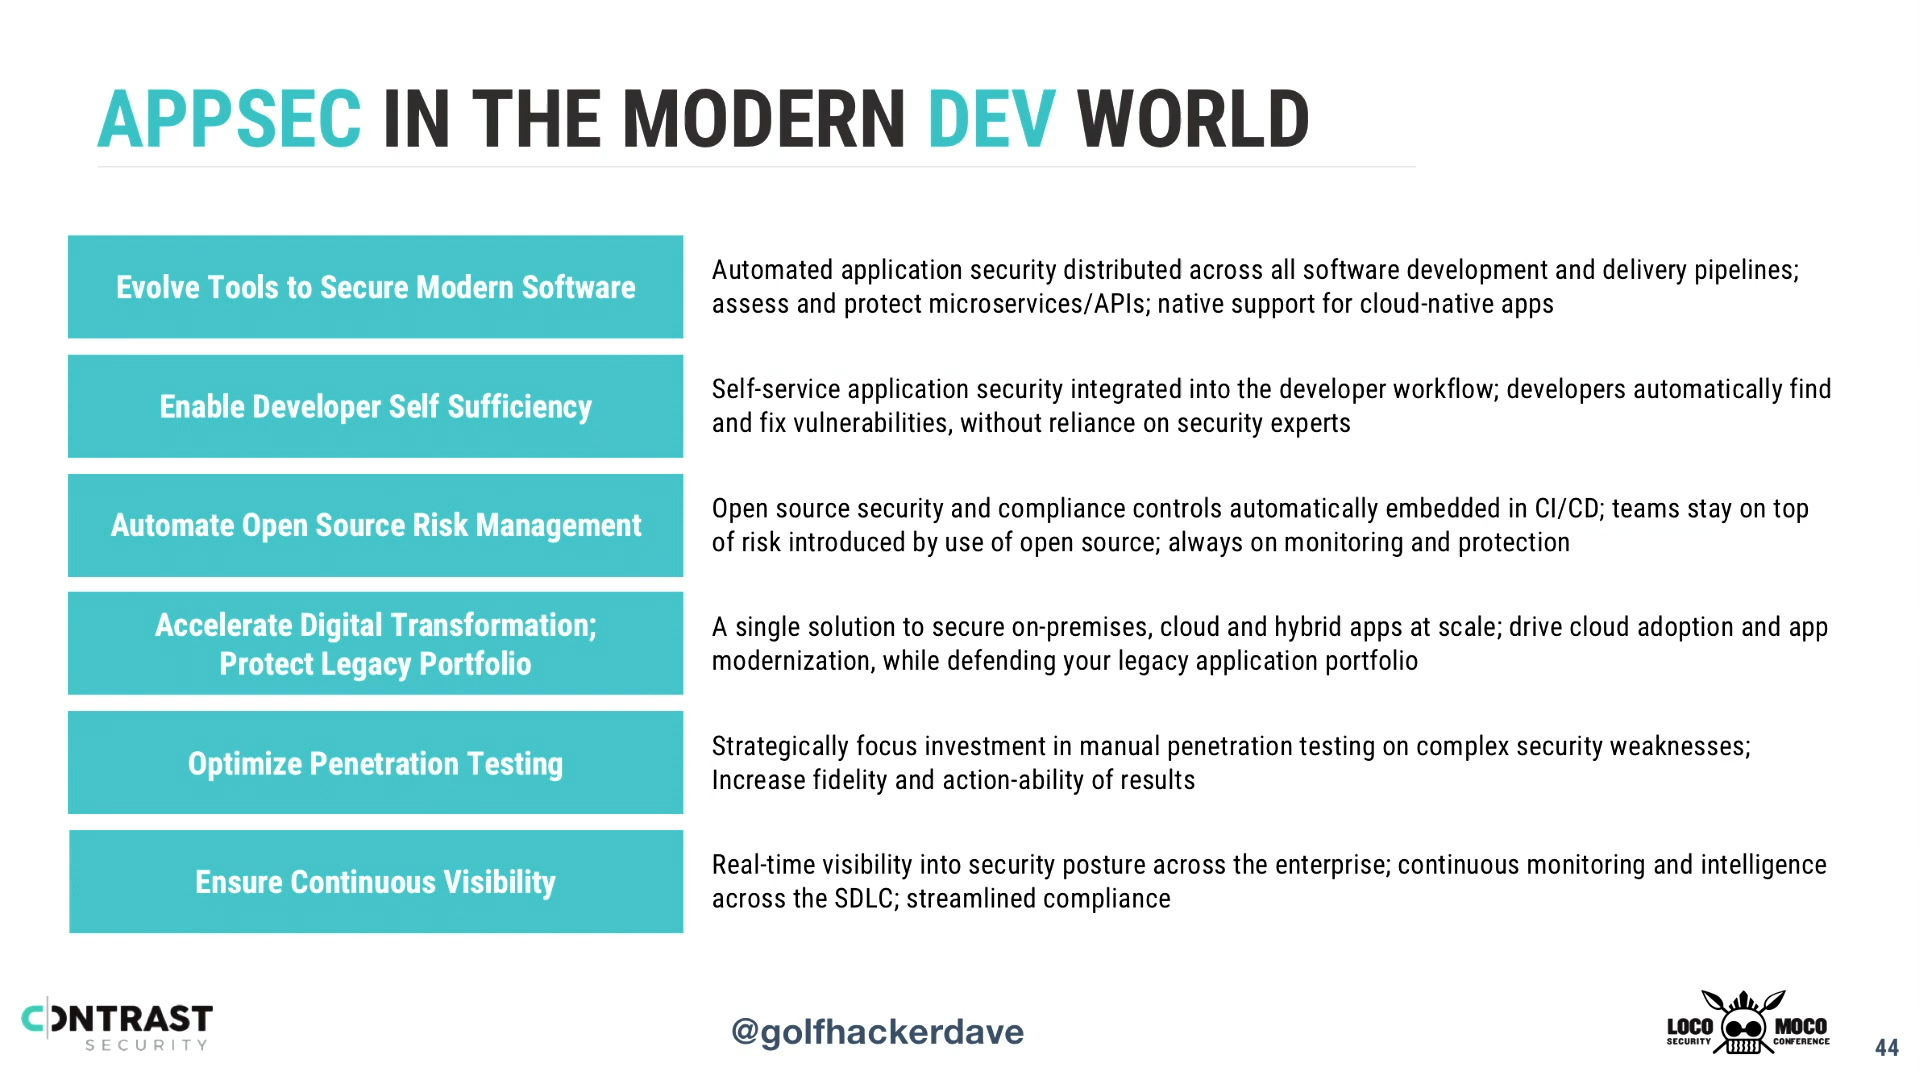 APPSEC IN THE MODERN DEV WORLD
Evolve Tools to Secure Modern Software
Automated application security distributed across all software development and delivery pipelines;
assess and protect microservices/APIs; native support for cloud-native apps
Enable Developer Self Sufficiency
Self-service application security integrated into the developer workflow; developers automatically find
and fix vulnerabilities, without reliance on security experts
Automate Open Source Risk Management
Open source security and compliance controls automatically embedded in CI/CD; teams stay on top
of risk introduced by use of open source; always on monitoring and protection
Accelerate Digital Transformation;
Protect Legacy Portfolio
A single solution to secure on-premises, cloud and hybrid apps at scale; drive cloud adoption and app
modernization, while defending your legacy application portfolio
Optimize Penetration Testing
Strategically focus investment in manual penetration testing on complex security weaknesses;
Increase fidelity and action-ability of results
Ensure Continuous Visibility
Real-time visibility into security posture across the enterprise; continuous monitoring and intelligence
across the SDLC; streamlined compliance
CONTRAST
SECURITY
@golfhackerdave
LOCO MOCO
SECURITY CONFERENCE
44